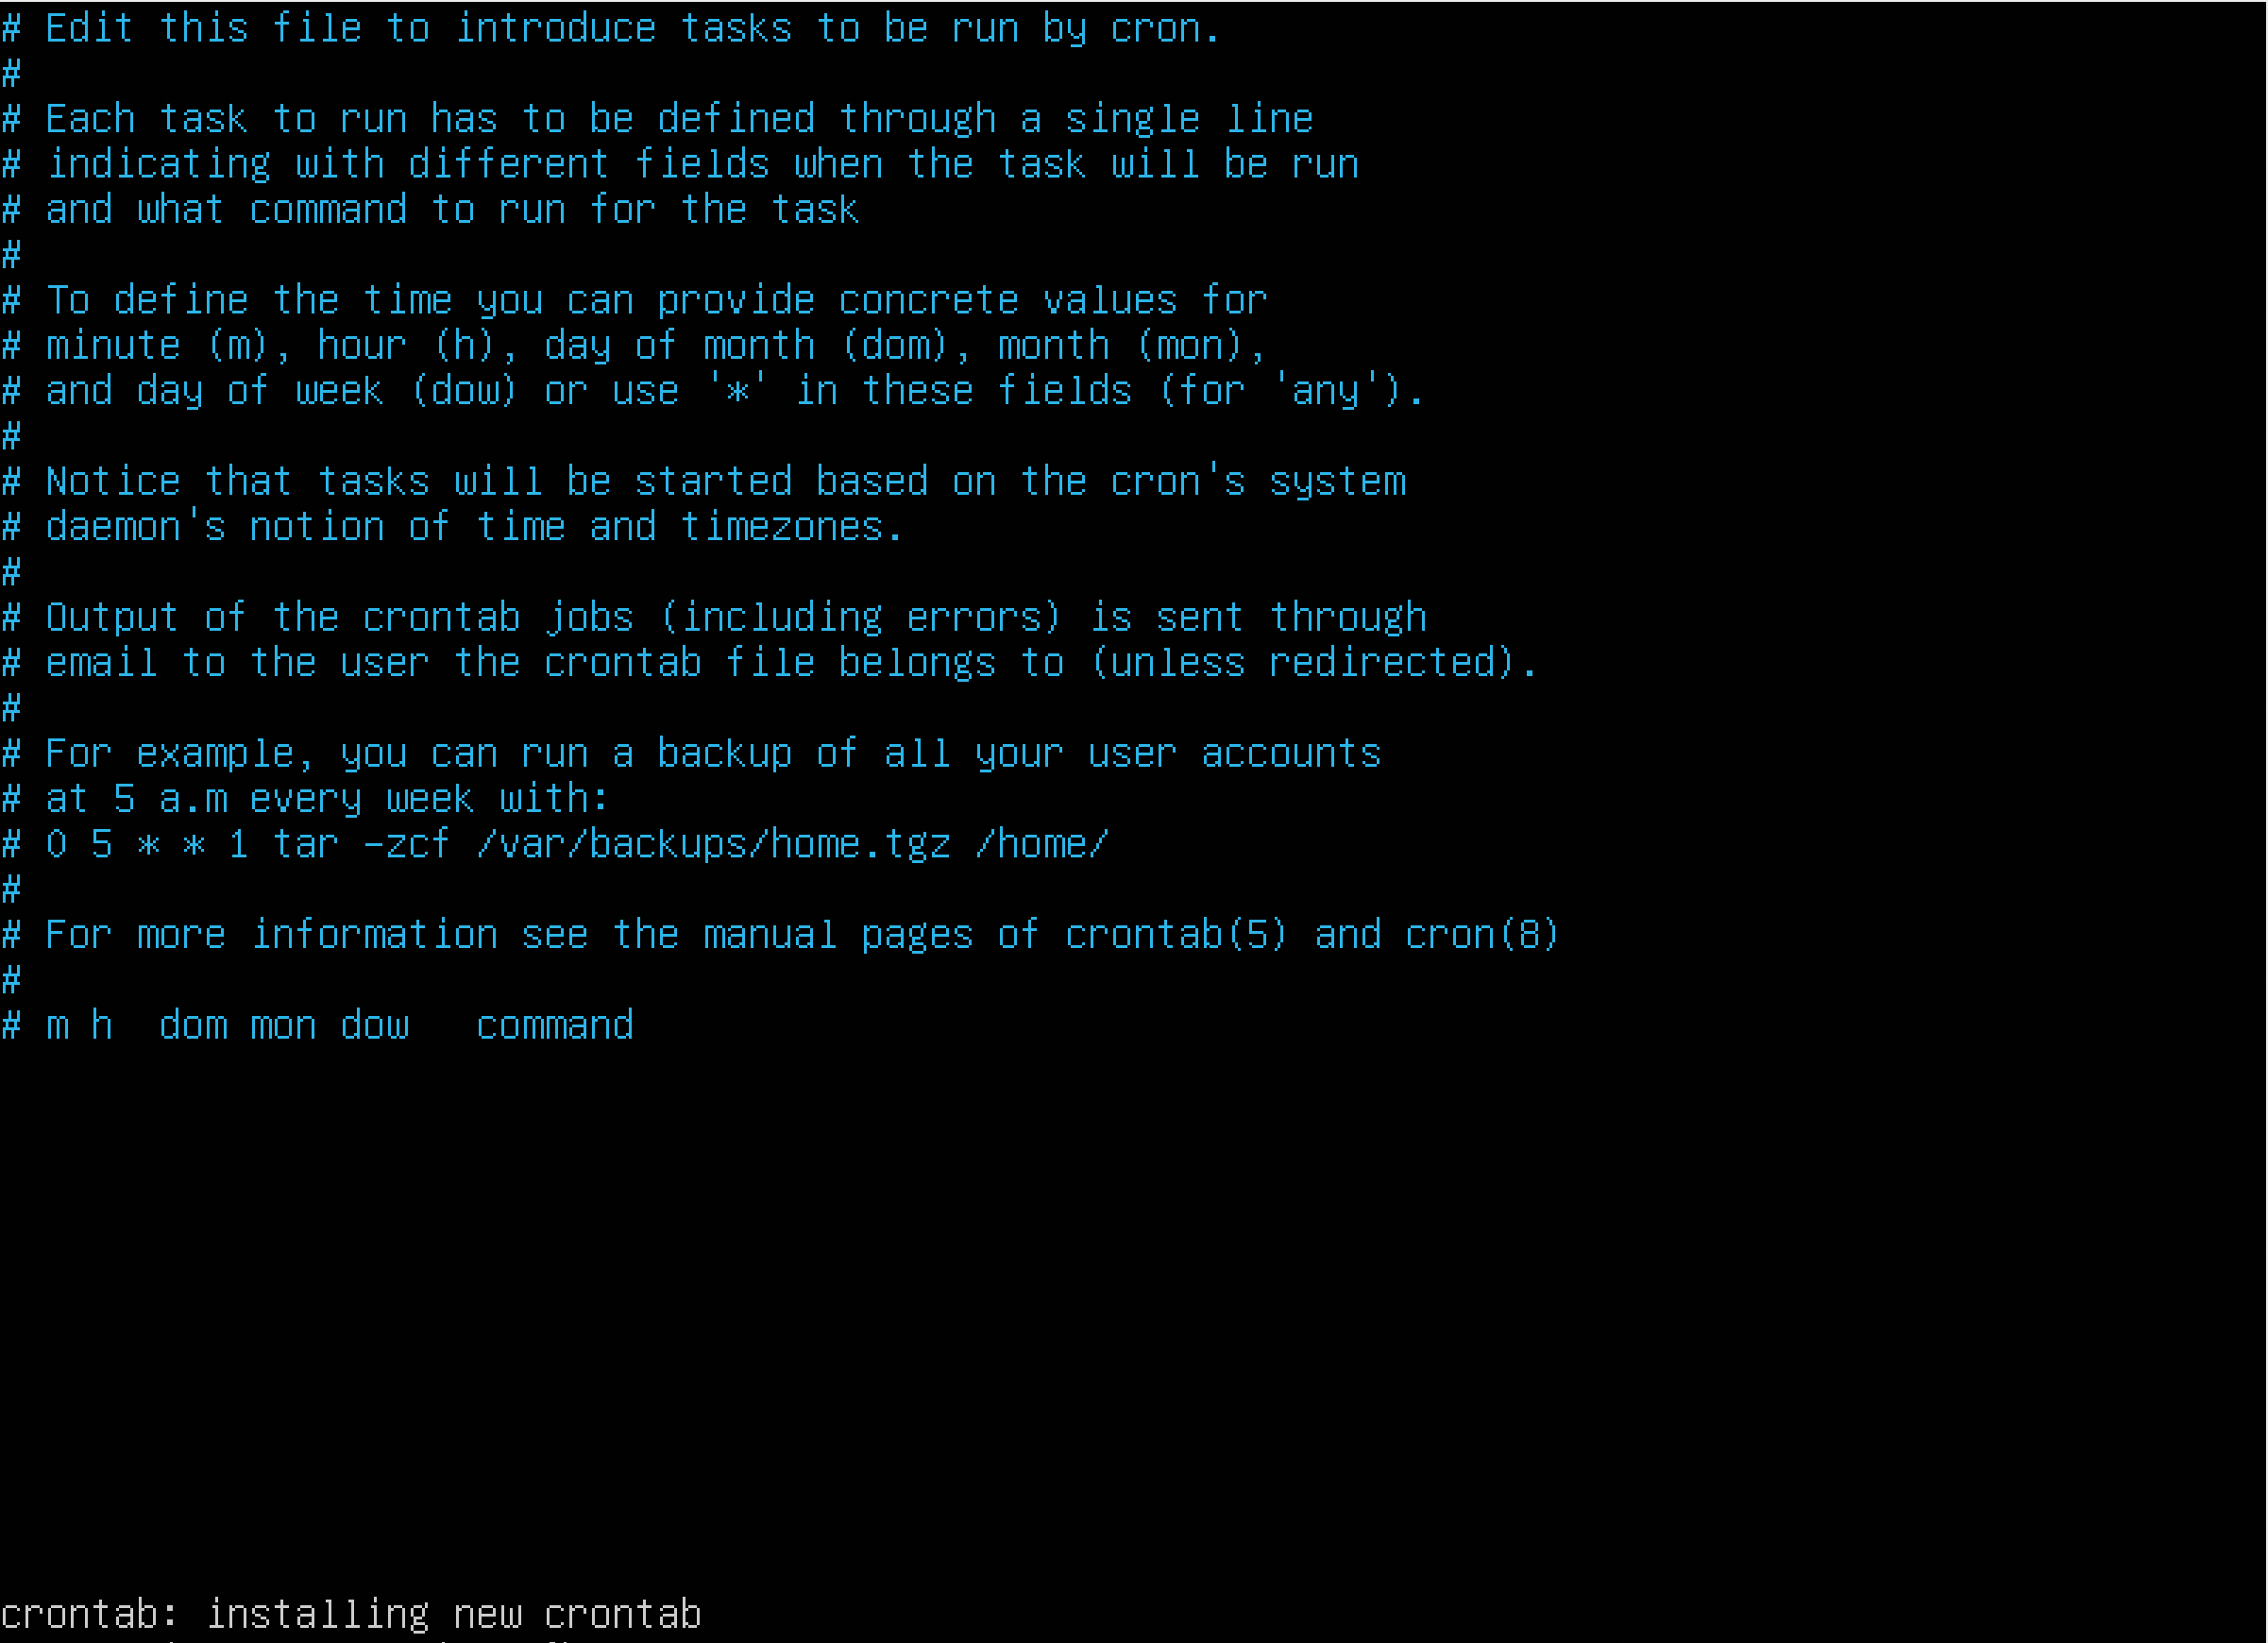 # Edit this file to introduce tasks to be run by cron.
#
# Each task to run has to be defined through a single line
# indicating with different fields when the task will be run
# and what command to run for the task
#
# To define the time you can provide concrete values for
# minute (m), hour (h), day of month (dom), month (mon),
# and day of week (dow) or use '*' in these fields (for 'any').
#
# Notice that tasks will be started based on the cron's system
# daemon's notion of time and timezones.
#
# Output of the crontab jobs (including errors) is sent through
# email to the user the crontab file belongs to (unless redirected).
#
# For example, you can run a backup of all your user accounts
# at 5 a.m every week with:
# 0 5 * * 1 tar -zcf /var/backups/home.tgz /home/
#
# For more information see the manual pages of crontab(5) and cron(8)
#
# m h  dom mon dow   command
crontab: installing new crontab